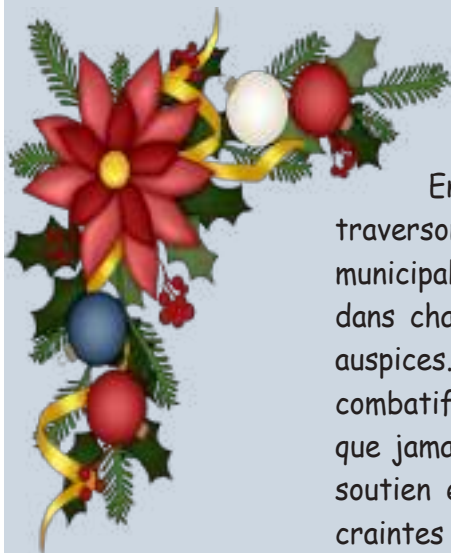 En
traverson
municipal
dans cha
auspices.
combatif
que jama
soutien e
craintes